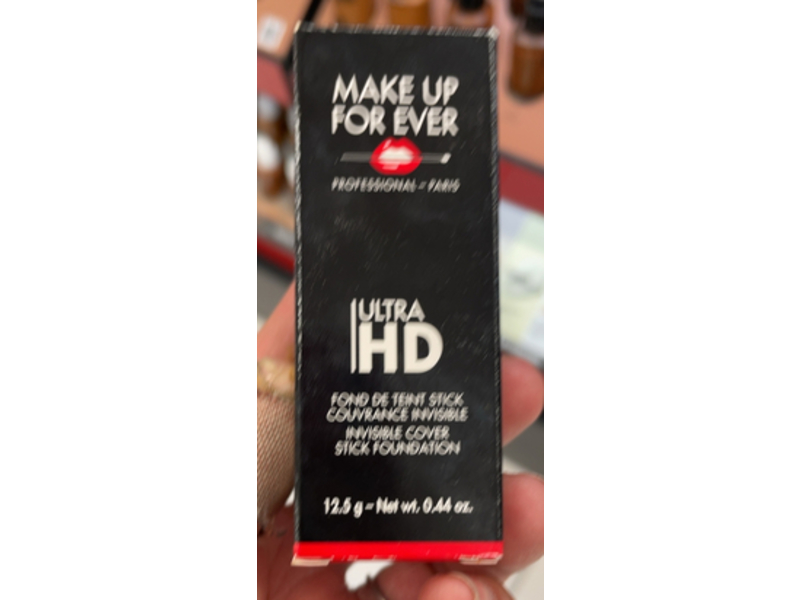 MAKE UP
FOR EVER
PROFESSIONAL - PARIS
ULTRA
HD
FOND DE TEINT STICK
COUVRANCE INVISIBLE
INVISIBLE COVER
STICK FOUNDATION
12.5 g - Net wt. 0.44 oz.